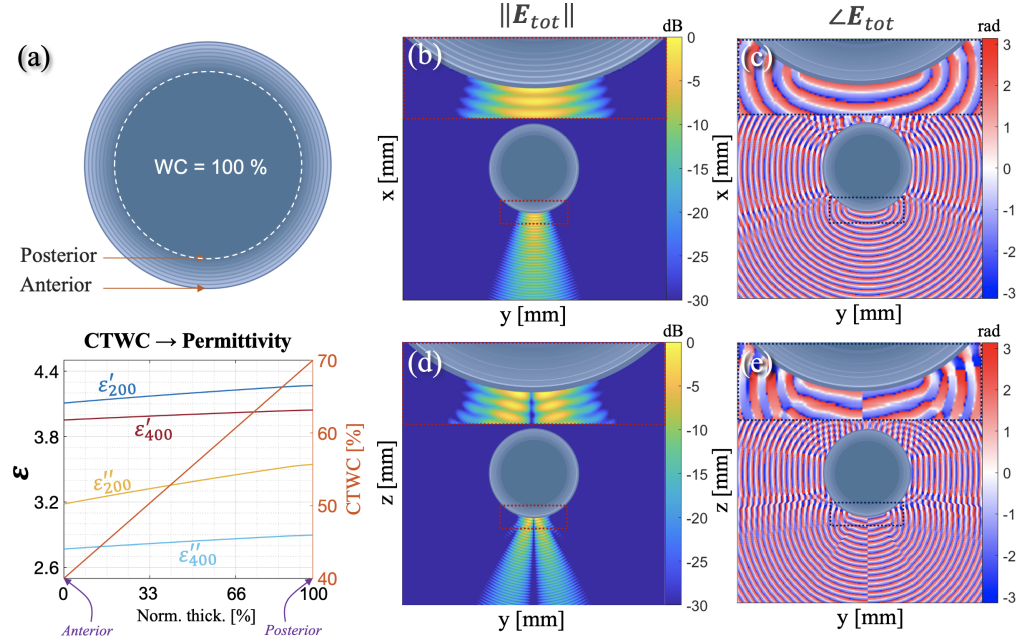 (a)
WC = 100 %
Posterior
Anterior
CTWC → Permittivity
4.4
3.8
3.2
2.6
ε
ε′200
ε′400
ε″200
ε″400
70
60
50
40
CTWC [%]
0
33
66
100
Norm. thick. [%]
Anterior
Posterior
||E_tot||
dB
(b)
0
-5
-10
-15
-20
-25
-30
x [mm]
y [mm]
∠E_tot
rad
(c)
3
2
1
0
-1
-2
-3
x [mm]
y [mm]
dB
(d)
0
-5
-10
-15
-20
-25
-30
z [mm]
y [mm]
rad
(e)
3
2
1
0
-1
-2
-3
z [mm]
y [mm]